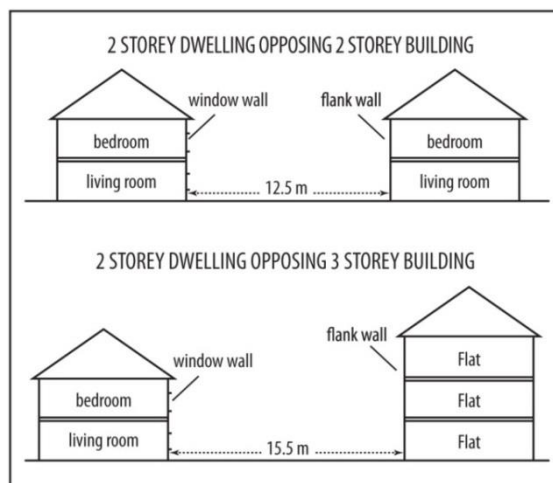 2 STOREY DWELLING OPPOSING 2 STOREY BUILDING
window wall
flank wall
bedroom
bedroom
living room
12.5 m
living room
2 STOREY DWELLING OPPOSING 3 STOREY BUILDING
flank wall
window wall
Flat
bedroom
Flat
living room
15.5 m
Flat